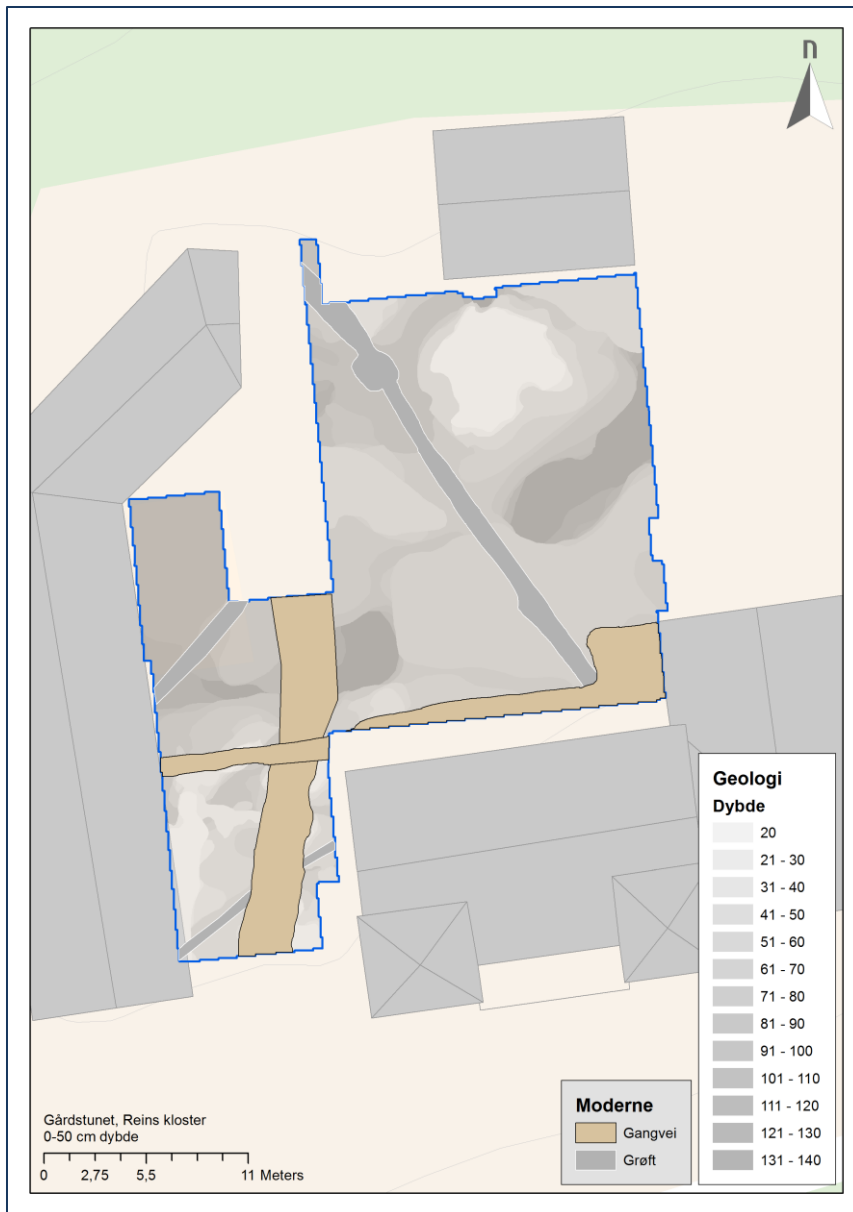 n
Geologi
Dybde
20
21 - 30
31 - 40
41 - 50
51 - 60
61 - 70
71 - 80
81 - 90
91 - 100
101 - 110
111 - 120
121 - 130
131 - 140
Moderne
Gangvei
Grøft
Gårdstunet, Reins kloster
0-50 cm dybde
0 2,75 5,5 11 Meters